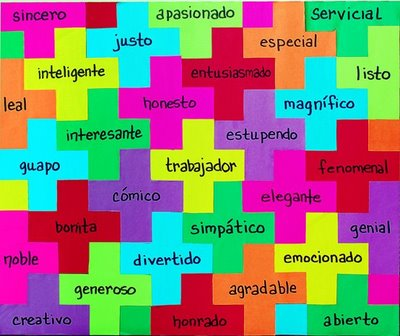 sincero
apasionado
Servicial
justo
especial
inteligente
entusiasmado
listo
leal
honesto
magnífico
interesante
estupendo
guapo
trabajador
fenomenal
cómico
elegante
bonita
simpático
genial
noble
divertido
emocionado
generoso
agradable
creativo
honrado
abierto